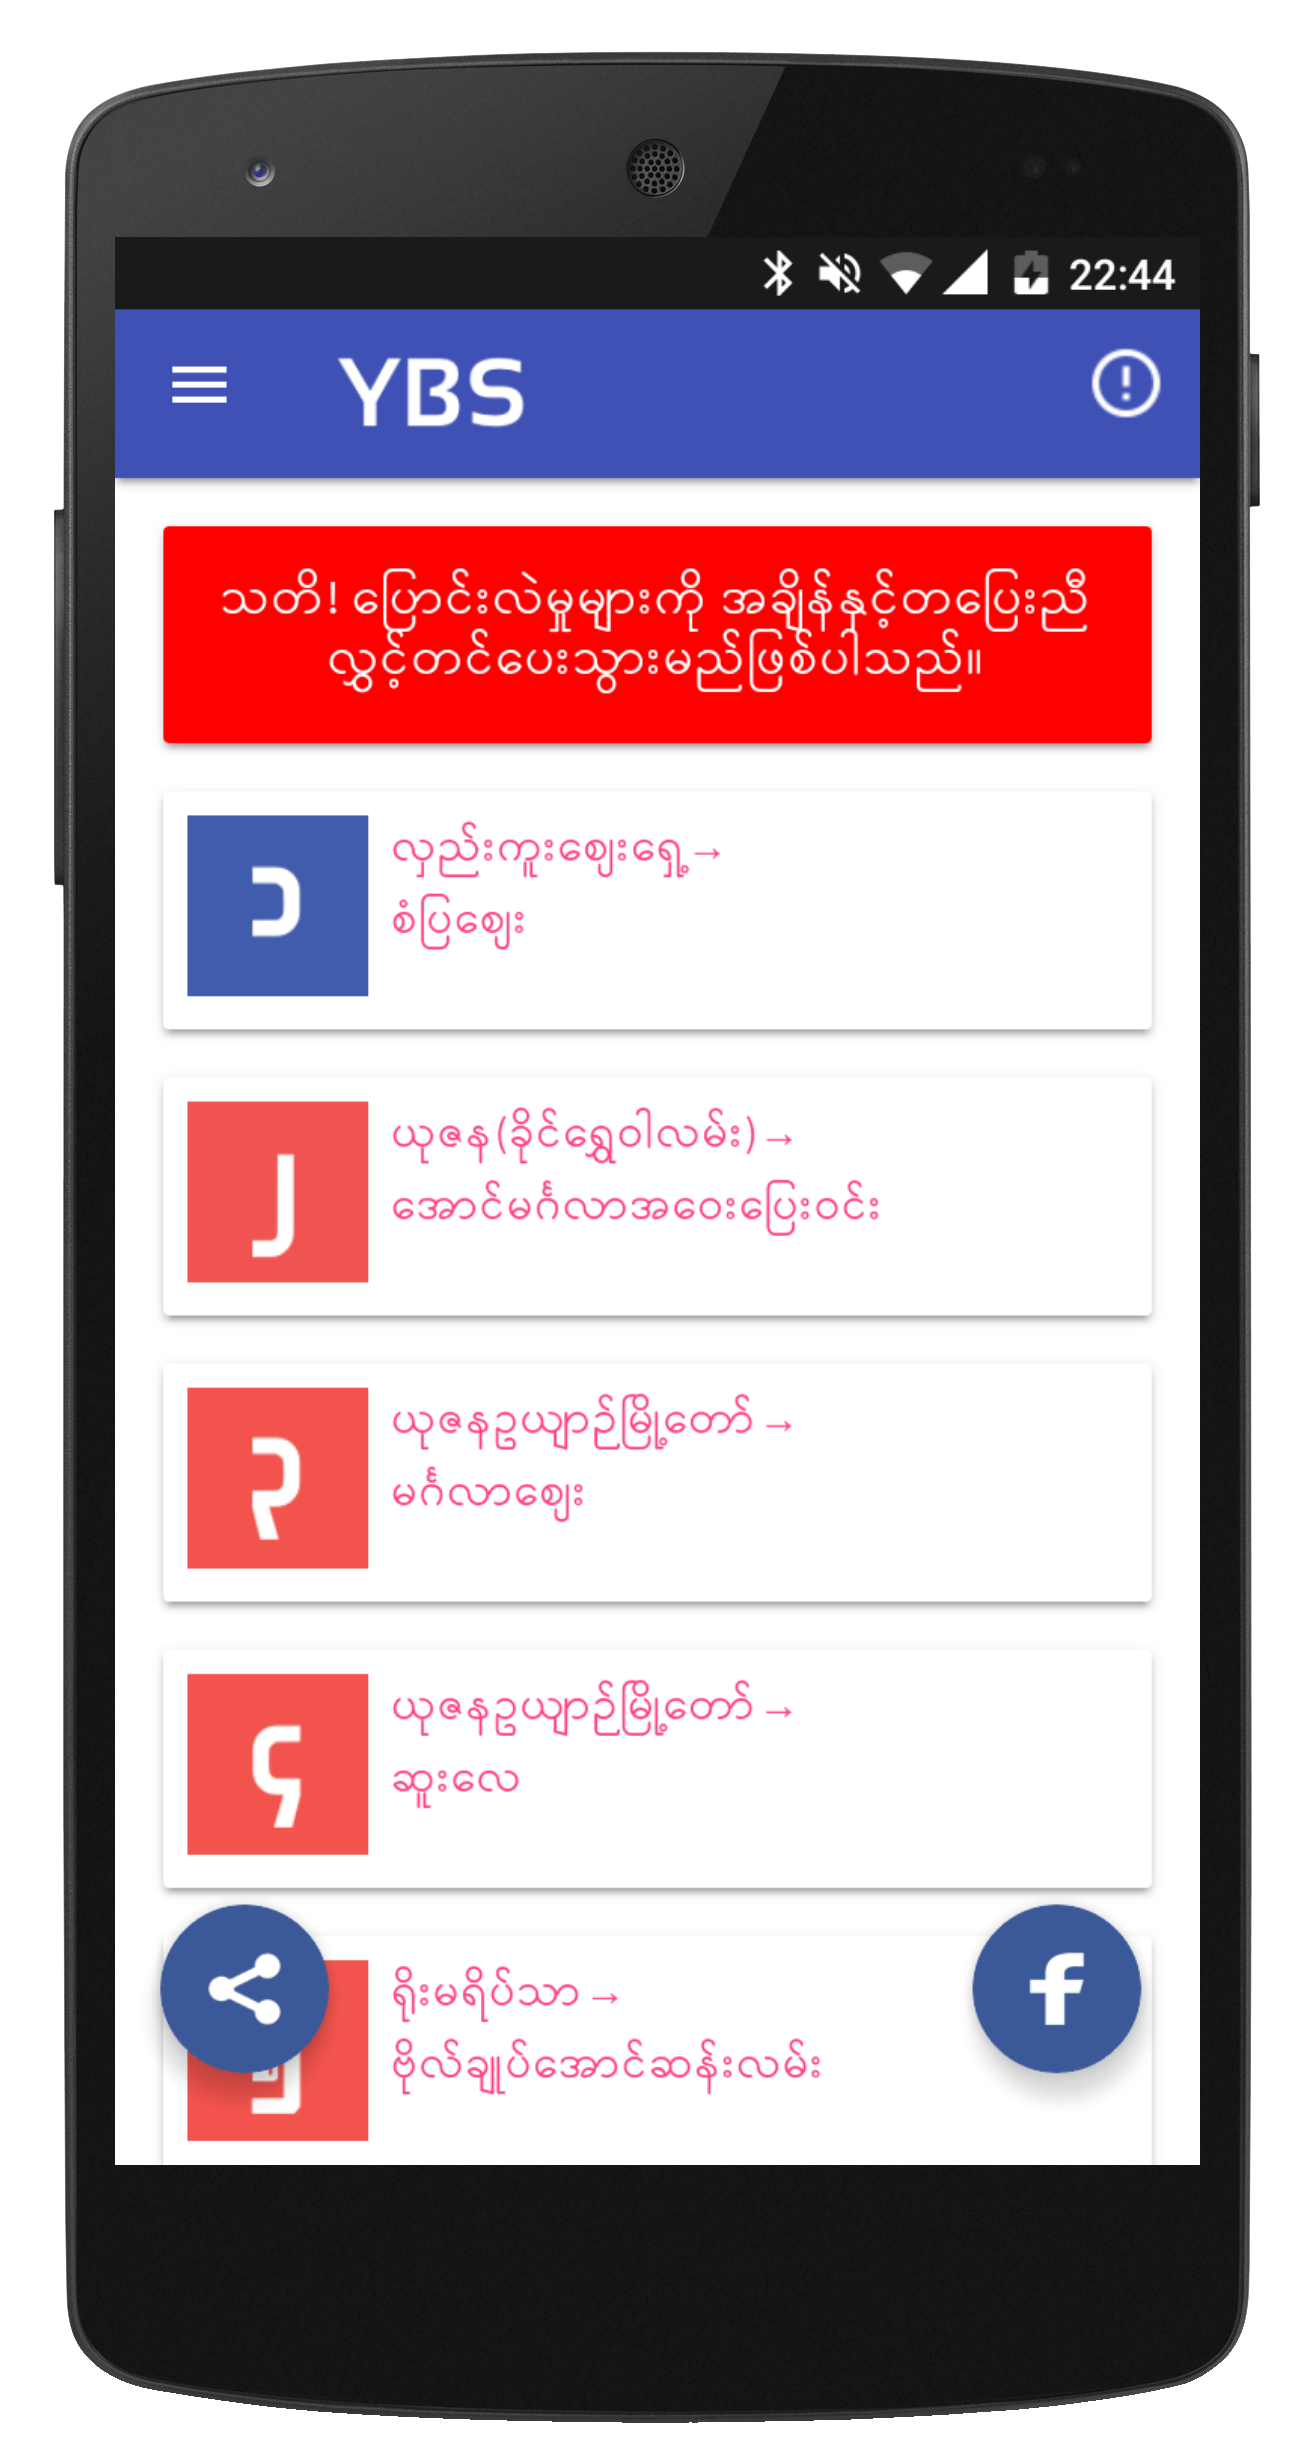 22:44
YBS
သတိ! ပြောင်းလဲမှုများကို အချိန်နှင့်တပြေးညီ
လွှင့်တင်ပေးသွားမည်ဖြစ်ပါသည်။
၁
လှည်းကူးဈေးရှေ့→
စံပြဈေး
၂
ယုဇန(ခိုင်ရွှေဝါလမ်း)→
အောင်မင်္ဂလာအဝေးပြေးဝင်း
၃
ယုဇနဥယျာဉ်မြို့တော် →
မင်္ဂလာဈေး
၄
ယုဇနဥယျာဉ်မြို့တော် →
ဆူးလေ
ရိုးမရိပ်သာ →
ဗိုလ်ချုပ်အောင်ဆန်းလမ်း
f